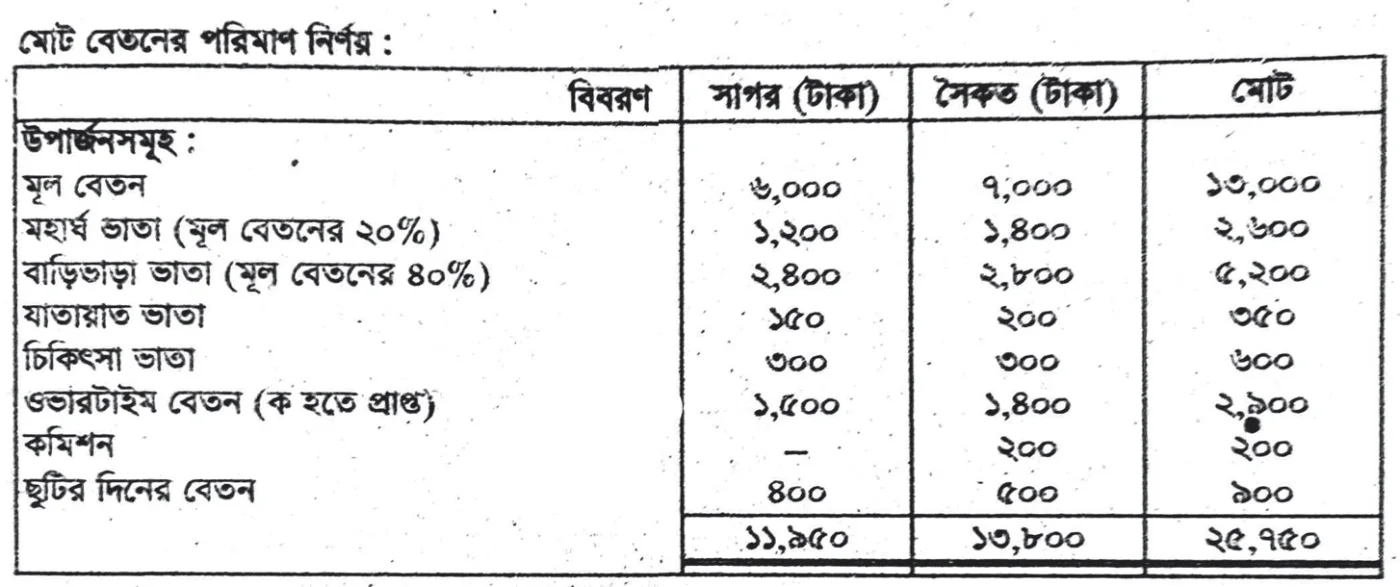 মোট বেতনের পরিমাণ নির্ণয় :
বিবরণ সাগর (টাকা) সৈকত (টাকা) মোট
উপার্জনসমূহ :
মূল বেতন ৬,০০০ ৭,০০০ ১৩,০০০
মহার্ঘ ভাতা (মূল বেতনের ২০%) ১,২০০ ১,৪০০ ২,৬০০
বাড়িভাড়া ভাতা (মূল বেতনের ৪০%) ২,৪০০ ২,৮০০ ৫,২০০
যাতায়াত ভাতা ১৫০ ২০০ ৩৫০
চিকিৎসা ভাতা ৩০০ ৩০০ ৬০০
ওভারটাইম বেতন (ক হতে প্রাপ্ত) ১,৫০০ ১,৪০০ ২,৯০০
কমিশন – ২০০ ২০০
ছুটির দিনের বেতন ৪০০ ৫০০ ৯০০
১১,৯৫০ ১৩,৮০০ ২৫,৭৫০